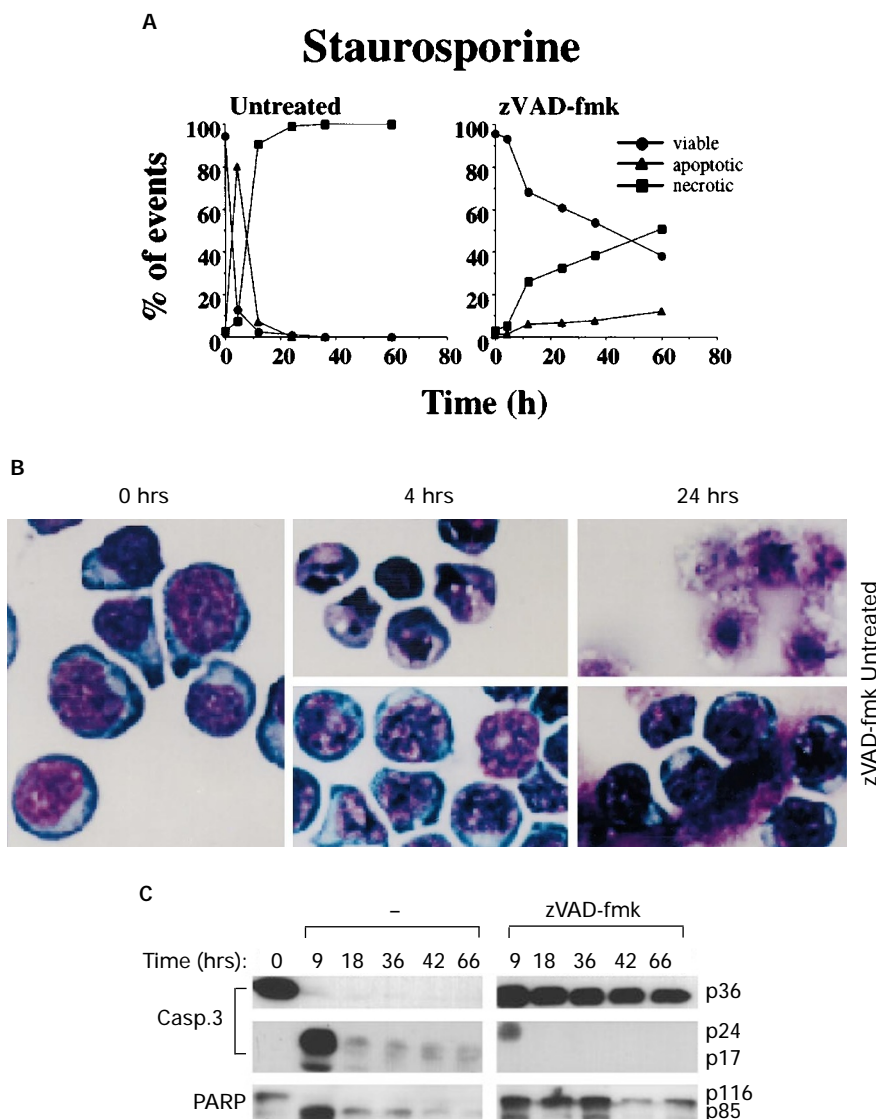 A
Staurosporine
Untreated
zVAD-fmk
100
80
60
40
20
0
% of events
0 20 40 60 80
100
80
60
40
20
0
0 20 40 60 80
viable
apoptotic
necrotic
Time (h)
B
0 hrs
4 hrs
24 hrs
Untreated
zVAD-fmk
C
–
zVAD-fmk
Time (hrs): 0 9 18 36 42 66 9 18 36 42 66
Casp.3
p36
p24
p17
PARP
p116
p85